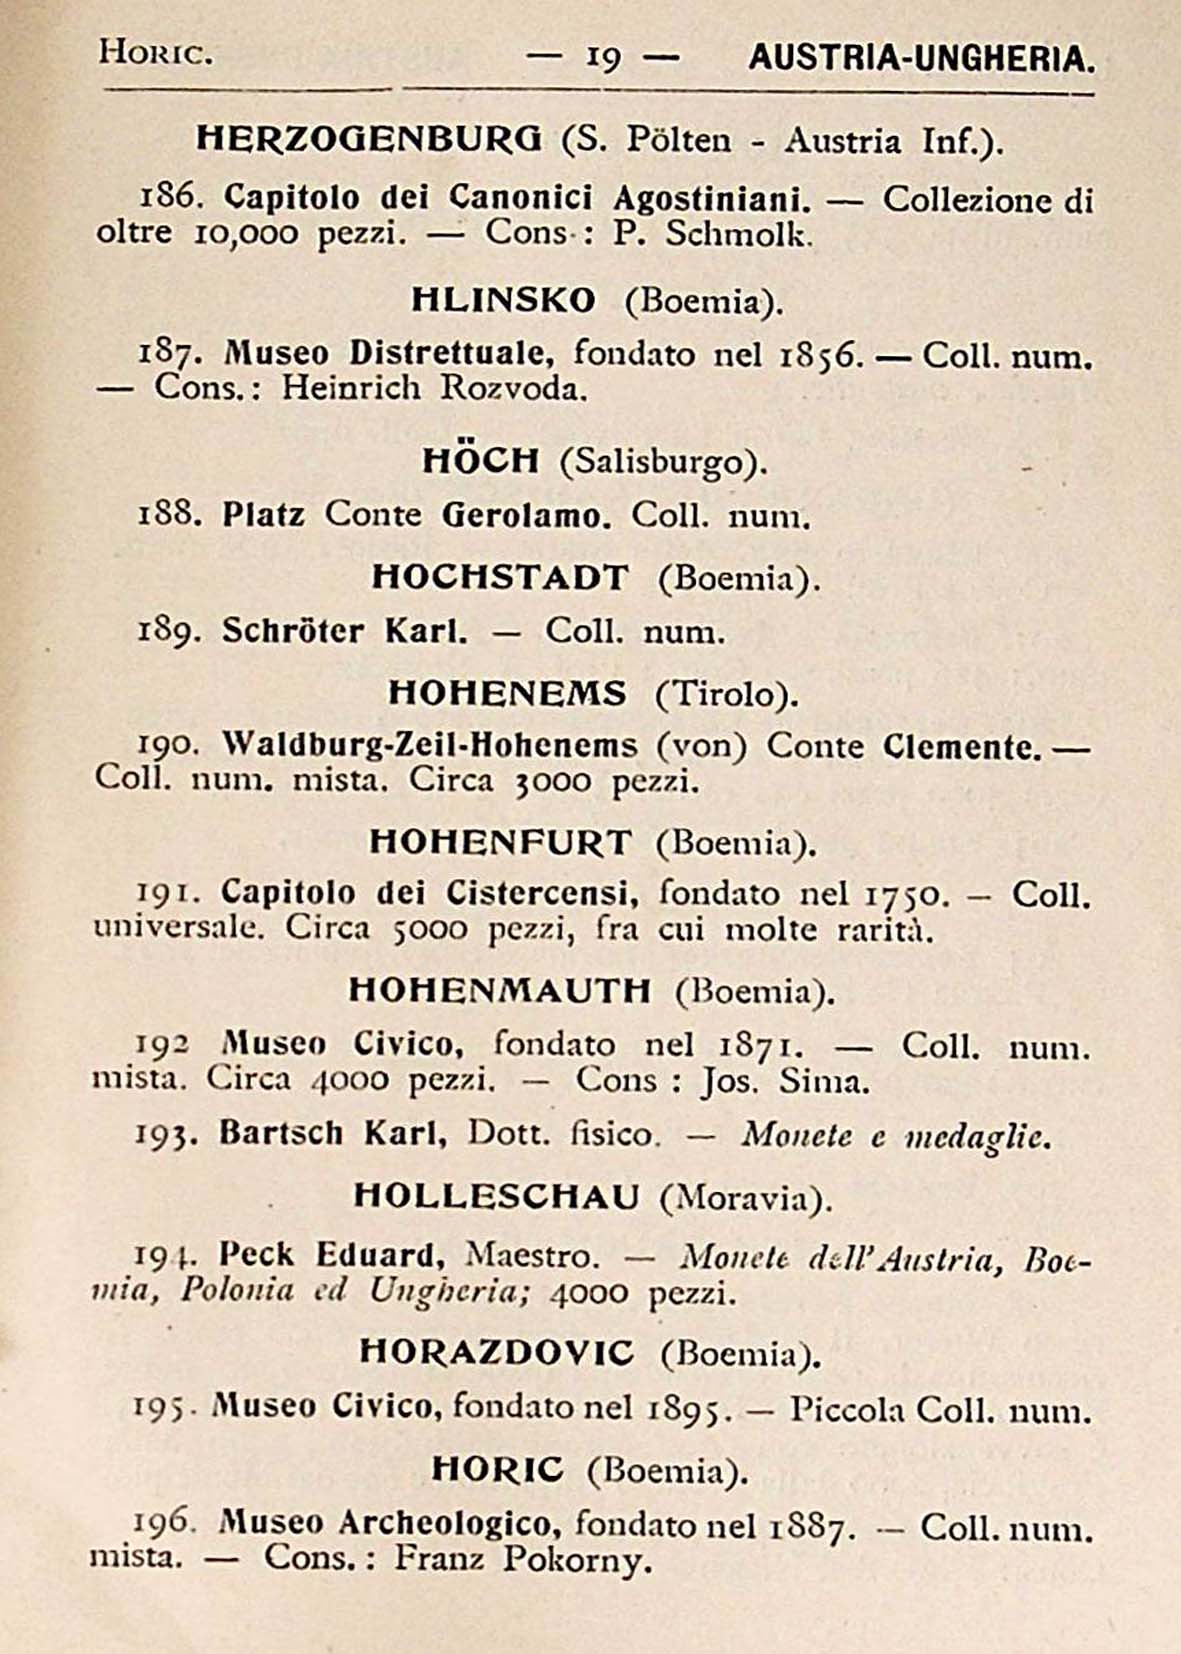 Horic. — 19 — AUSTRIA-UNGHERIA.
HERZOGENBURG (S. Pölten - Austria Inf.).
186. Capitolo dei Canonici Agostiniani. — Collezione di
oltre 10,000 pezzi. — Cons.: P. Schmolk.
HLINSKO (Boemia).
187. Museo Distrettuale, fondato nel 1856. — Coll. num.
— Cons.: Heinrich Rozvoda.
HÖCH (Salisburgo).
188. Platz Conte Gerolamo. Coll. num.
HOCHSTADT (Boemia).
189. Schröter Karl. — Coll. num.
HOHENEMS (Tirolo).
190. Waldburg-Zeil-Hohenems (von) Conte Clemente. —
Coll. num. mista. Circa 3000 pezzi.
HOHENFURT (Boemia).
191. Capitolo dei Cistercensi, fondato nel 1750. — Coll.
universale. Circa 5000 pezzi, fra cui molte rarità.
HOHENMAUTH (Boemia).
192 Museo Civico, fondato nel 1871. — Coll. num.
mista. Circa 4000 pezzi. — Cons : Jos. Sima.
193. Bartsch Karl, Dott. fisico. — Monete e medaglie.
HOLLESCHAU (Moravia).
194. Peck Eduard, Maestro. — Monete dell'Austria, Boe-
mia, Polonia ed Ungheria; 4000 pezzi.
HORAZDOVIC (Boemia).
195. Museo Civico, fondato nel 1895. — Piccola Coll. num.
HORIC (Boemia).
196. Museo Archeologico, fondato nel 1887. — Coll. num.
mista. — Cons.: Franz Pokorny.